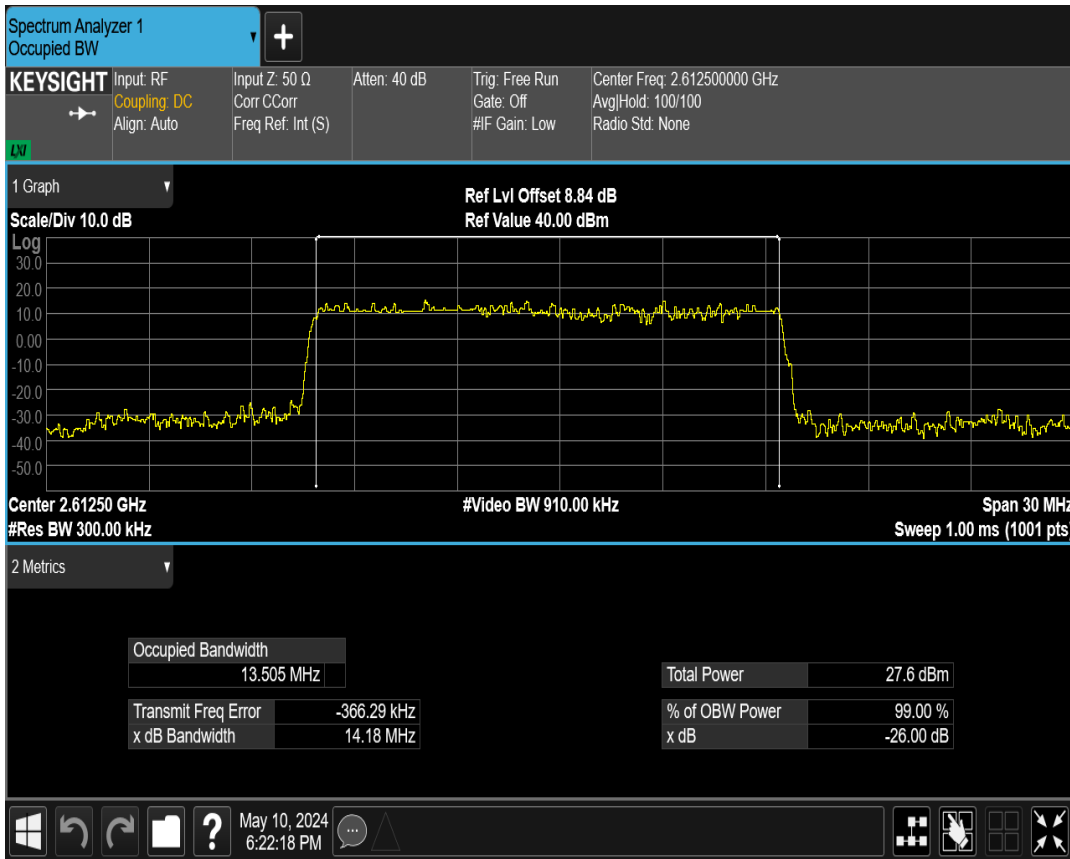 Spectrum Analyzer 1
Occupied BW
KEYSIGHT
LXI
Input: RF
Coupling: DC
Align: Auto
Input Z: 50 Ω
Corr CCorr
Freq Ref: Int (S)
Atten: 40 dB
Trig: Free Run
Gate: Off
#IF Gain: Low
Center Freq: 2.612500000 GHz
Avg|Hold: 100/100
Radio Std: None
1 Graph
Scale/Div 10.0 dB
Ref Lvl Offset 8.84 dB
Ref Value 40.00 dBm
Log
30.0
20.0
10.0
0.00
-10.0
-20.0
-30.0
-40.0
-50.0
Center 2.61250 GHz
#Video BW 910.00 kHz
Span 30 MHz
#Res BW 300.00 kHz
Sweep 1.00 ms (1001 pts)
2 Metrics
Occupied Bandwidth
13.505 MHz
Total Power 27.6 dBm
Transmit Freq Error -366.29 kHz
% of OBW Power 99.00 %
x dB Bandwidth 14.18 MHz
x dB -26.00 dB
May 10, 2024
6:22:18 PM